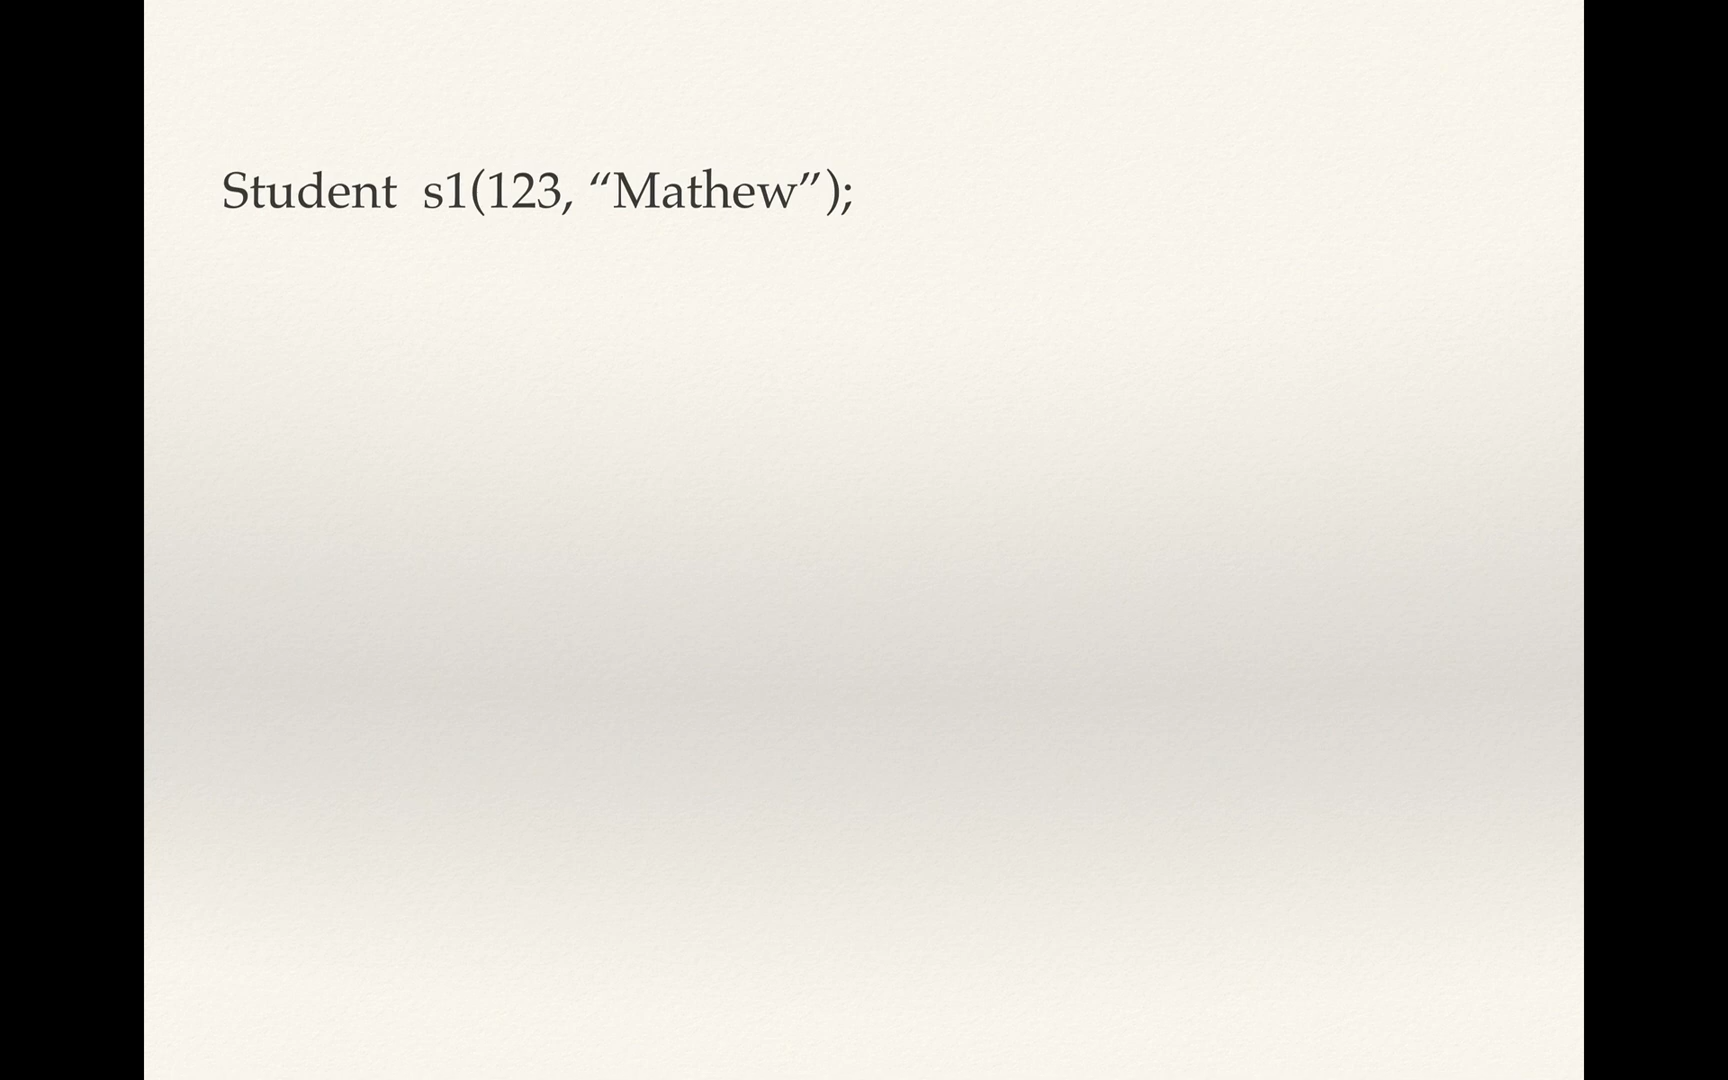 Student s1(123, “Mathew”);